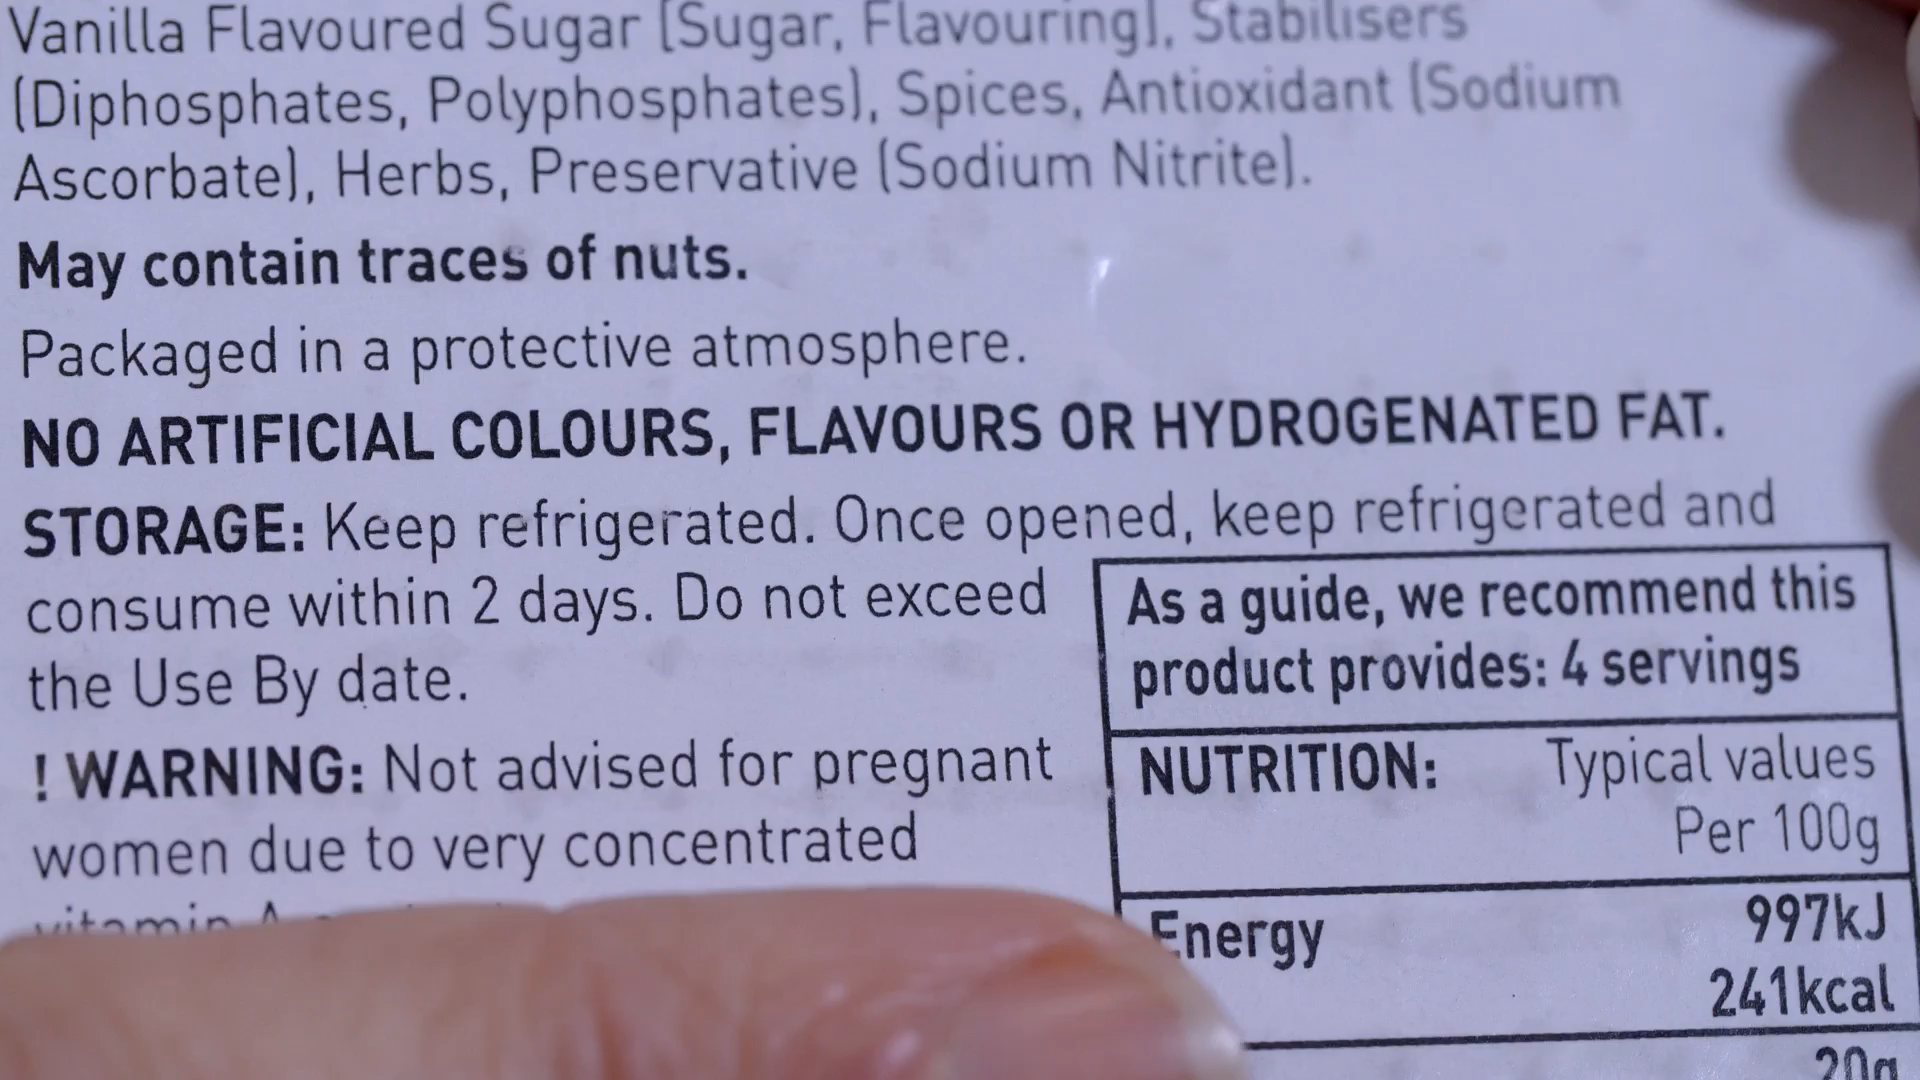 Vanilla Flavoured Sugar [Sugar, Flavouring], Stabilisers
(Diphosphates, Polyphosphates), Spices, Antioxidant (Sodium
Ascorbate), Herbs, Preservative (Sodium Nitrite).
May contain traces of nuts.
Packaged in a protective atmosphere.
NO ARTIFICIAL COLOURS, FLAVOURS OR HYDROGENATED FAT.
STORAGE: Keep refrigerated. Once opened, keep refrigerated and
consume within 2 days. Do not exceed
the Use By date.
! WARNING: Not advised for pregnant
women due to very concentrated
vitamin A
As a guide, we recommend this
product provides: 4 servings
NUTRITION: Typical values
Per 100g
Energy 997kJ
241kcal
20g